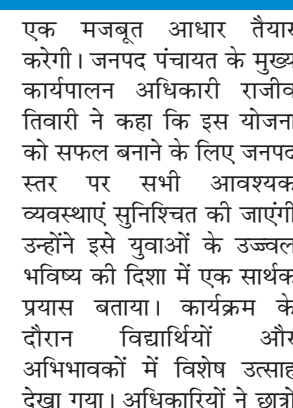 एक मजबूत आधार तैयार
करेगी। जनपद पंचायत के मुख्य
कार्यपालन अधिकारी राजीव
तिवारी ने कहा कि इस योजना
को सफल बनाने के लिए जनपद
स्तर पर सभी आवश्यक
व्यवस्थाएं सुनिश्चित की जाएंगी
उन्होंने इसे युवाओं के उज्ज्वल
भविष्य की दिशा में एक सार्थक
प्रयास बताया। कार्यक्रम के
दौरान विद्यार्थियों और
अभिभावकों में विशेष उत्साह
देखा गया। अधिकारियों ने छात्रों